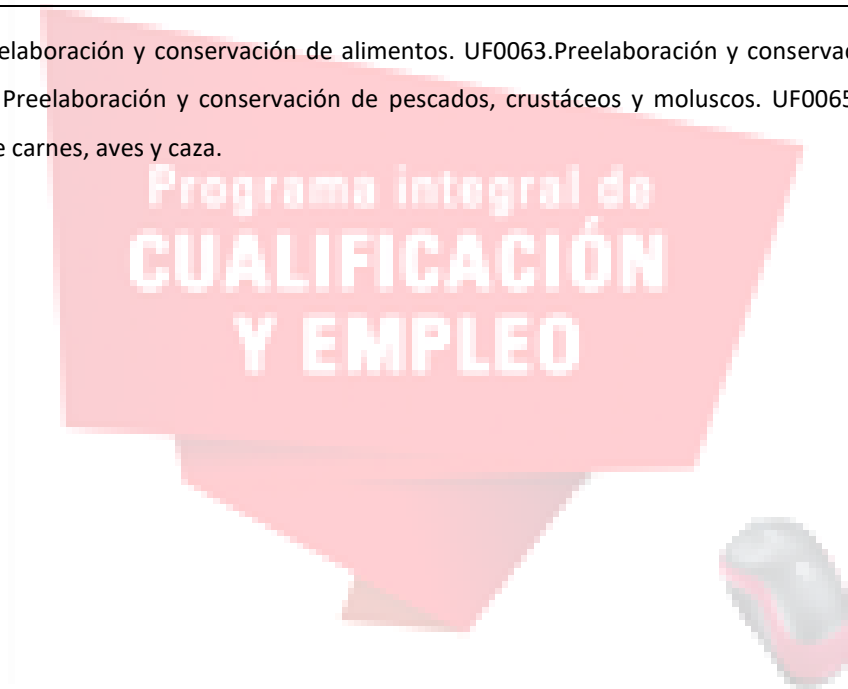 elaboración y conservación de alimentos. UF0063.Preelaboración y conservac
Preelaboración y conservación de pescados, crustáceos y moluscos. UF0065
e carnes, aves y caza.
Programa integral de
CUALIFICACIÓN
Y EMPLEO